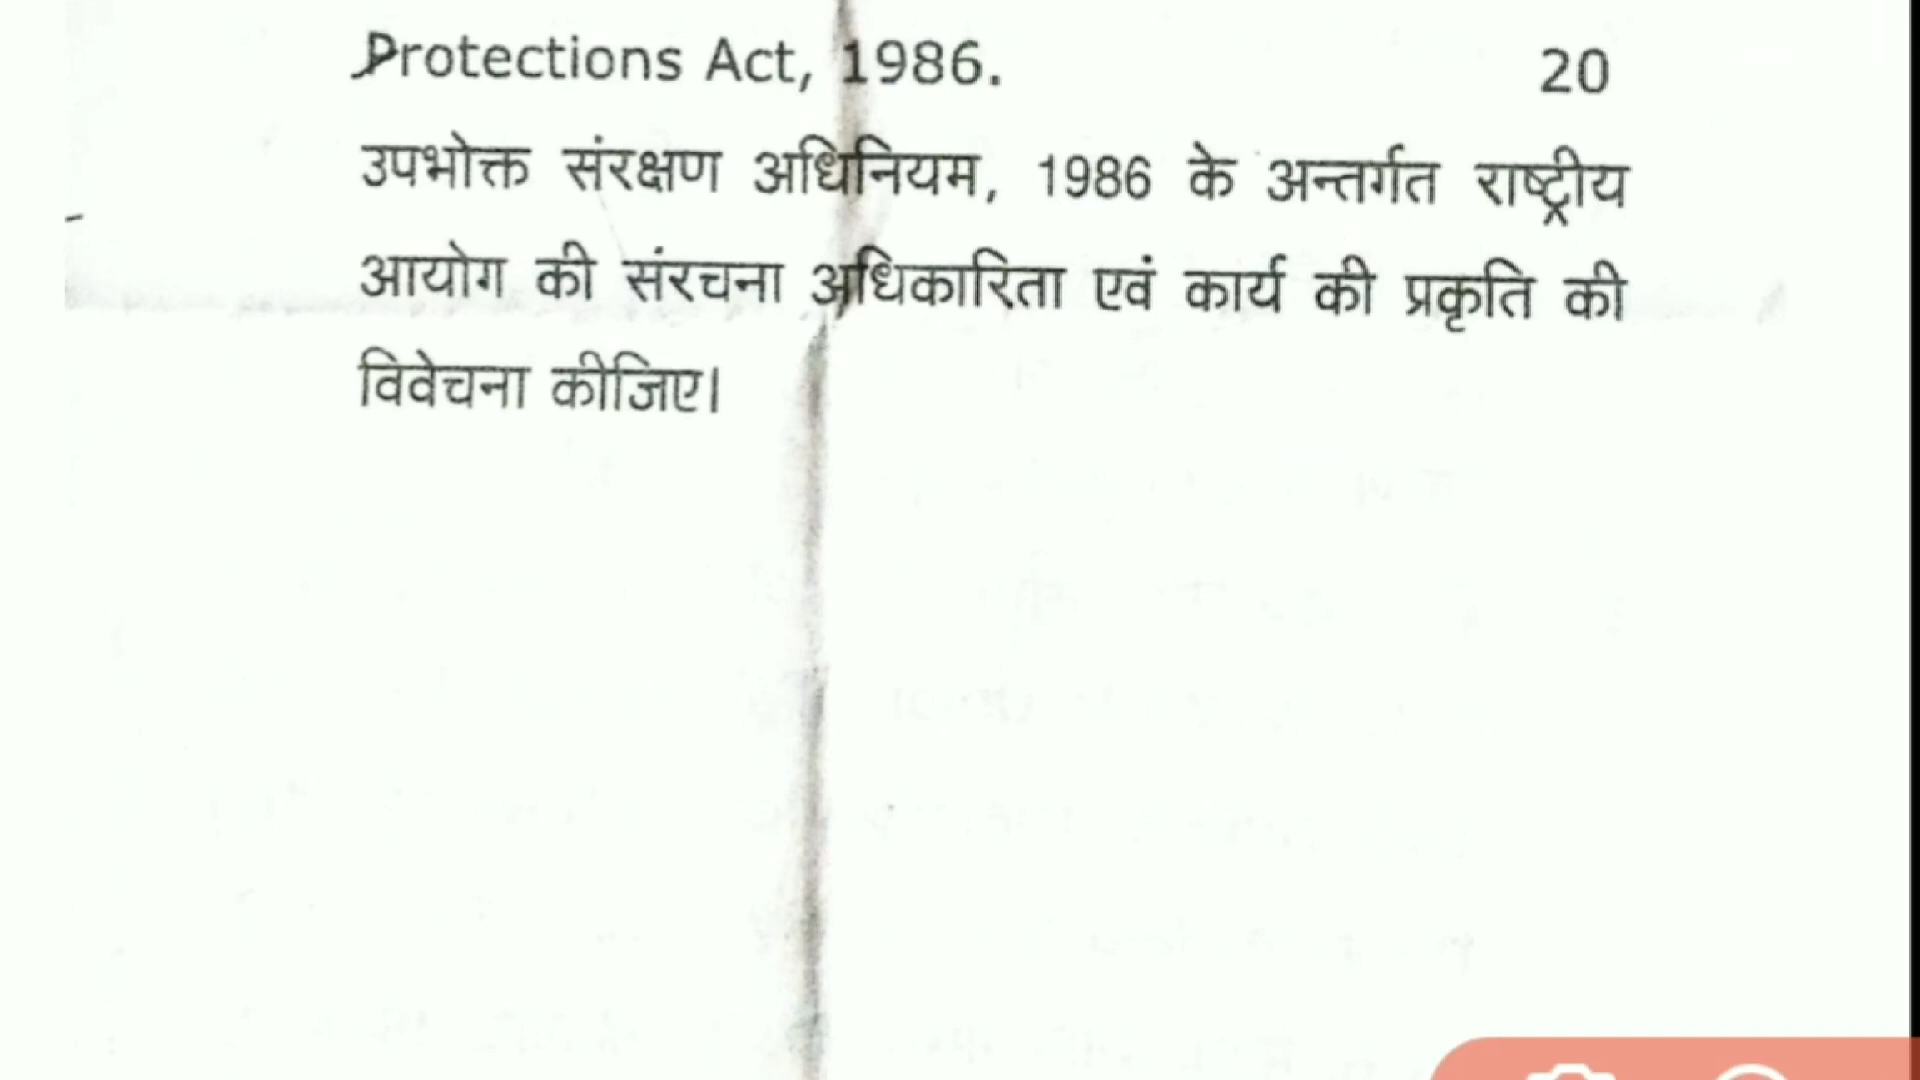 Protections Act, 1986. 20
उपभोक्त संरक्षण अधिनियम, 1986 के अन्तर्गत राष्ट्रीय
आयोग की संरचना अधिकारिता एवं कार्य की प्रकृति की
विवेचना कीजिए।